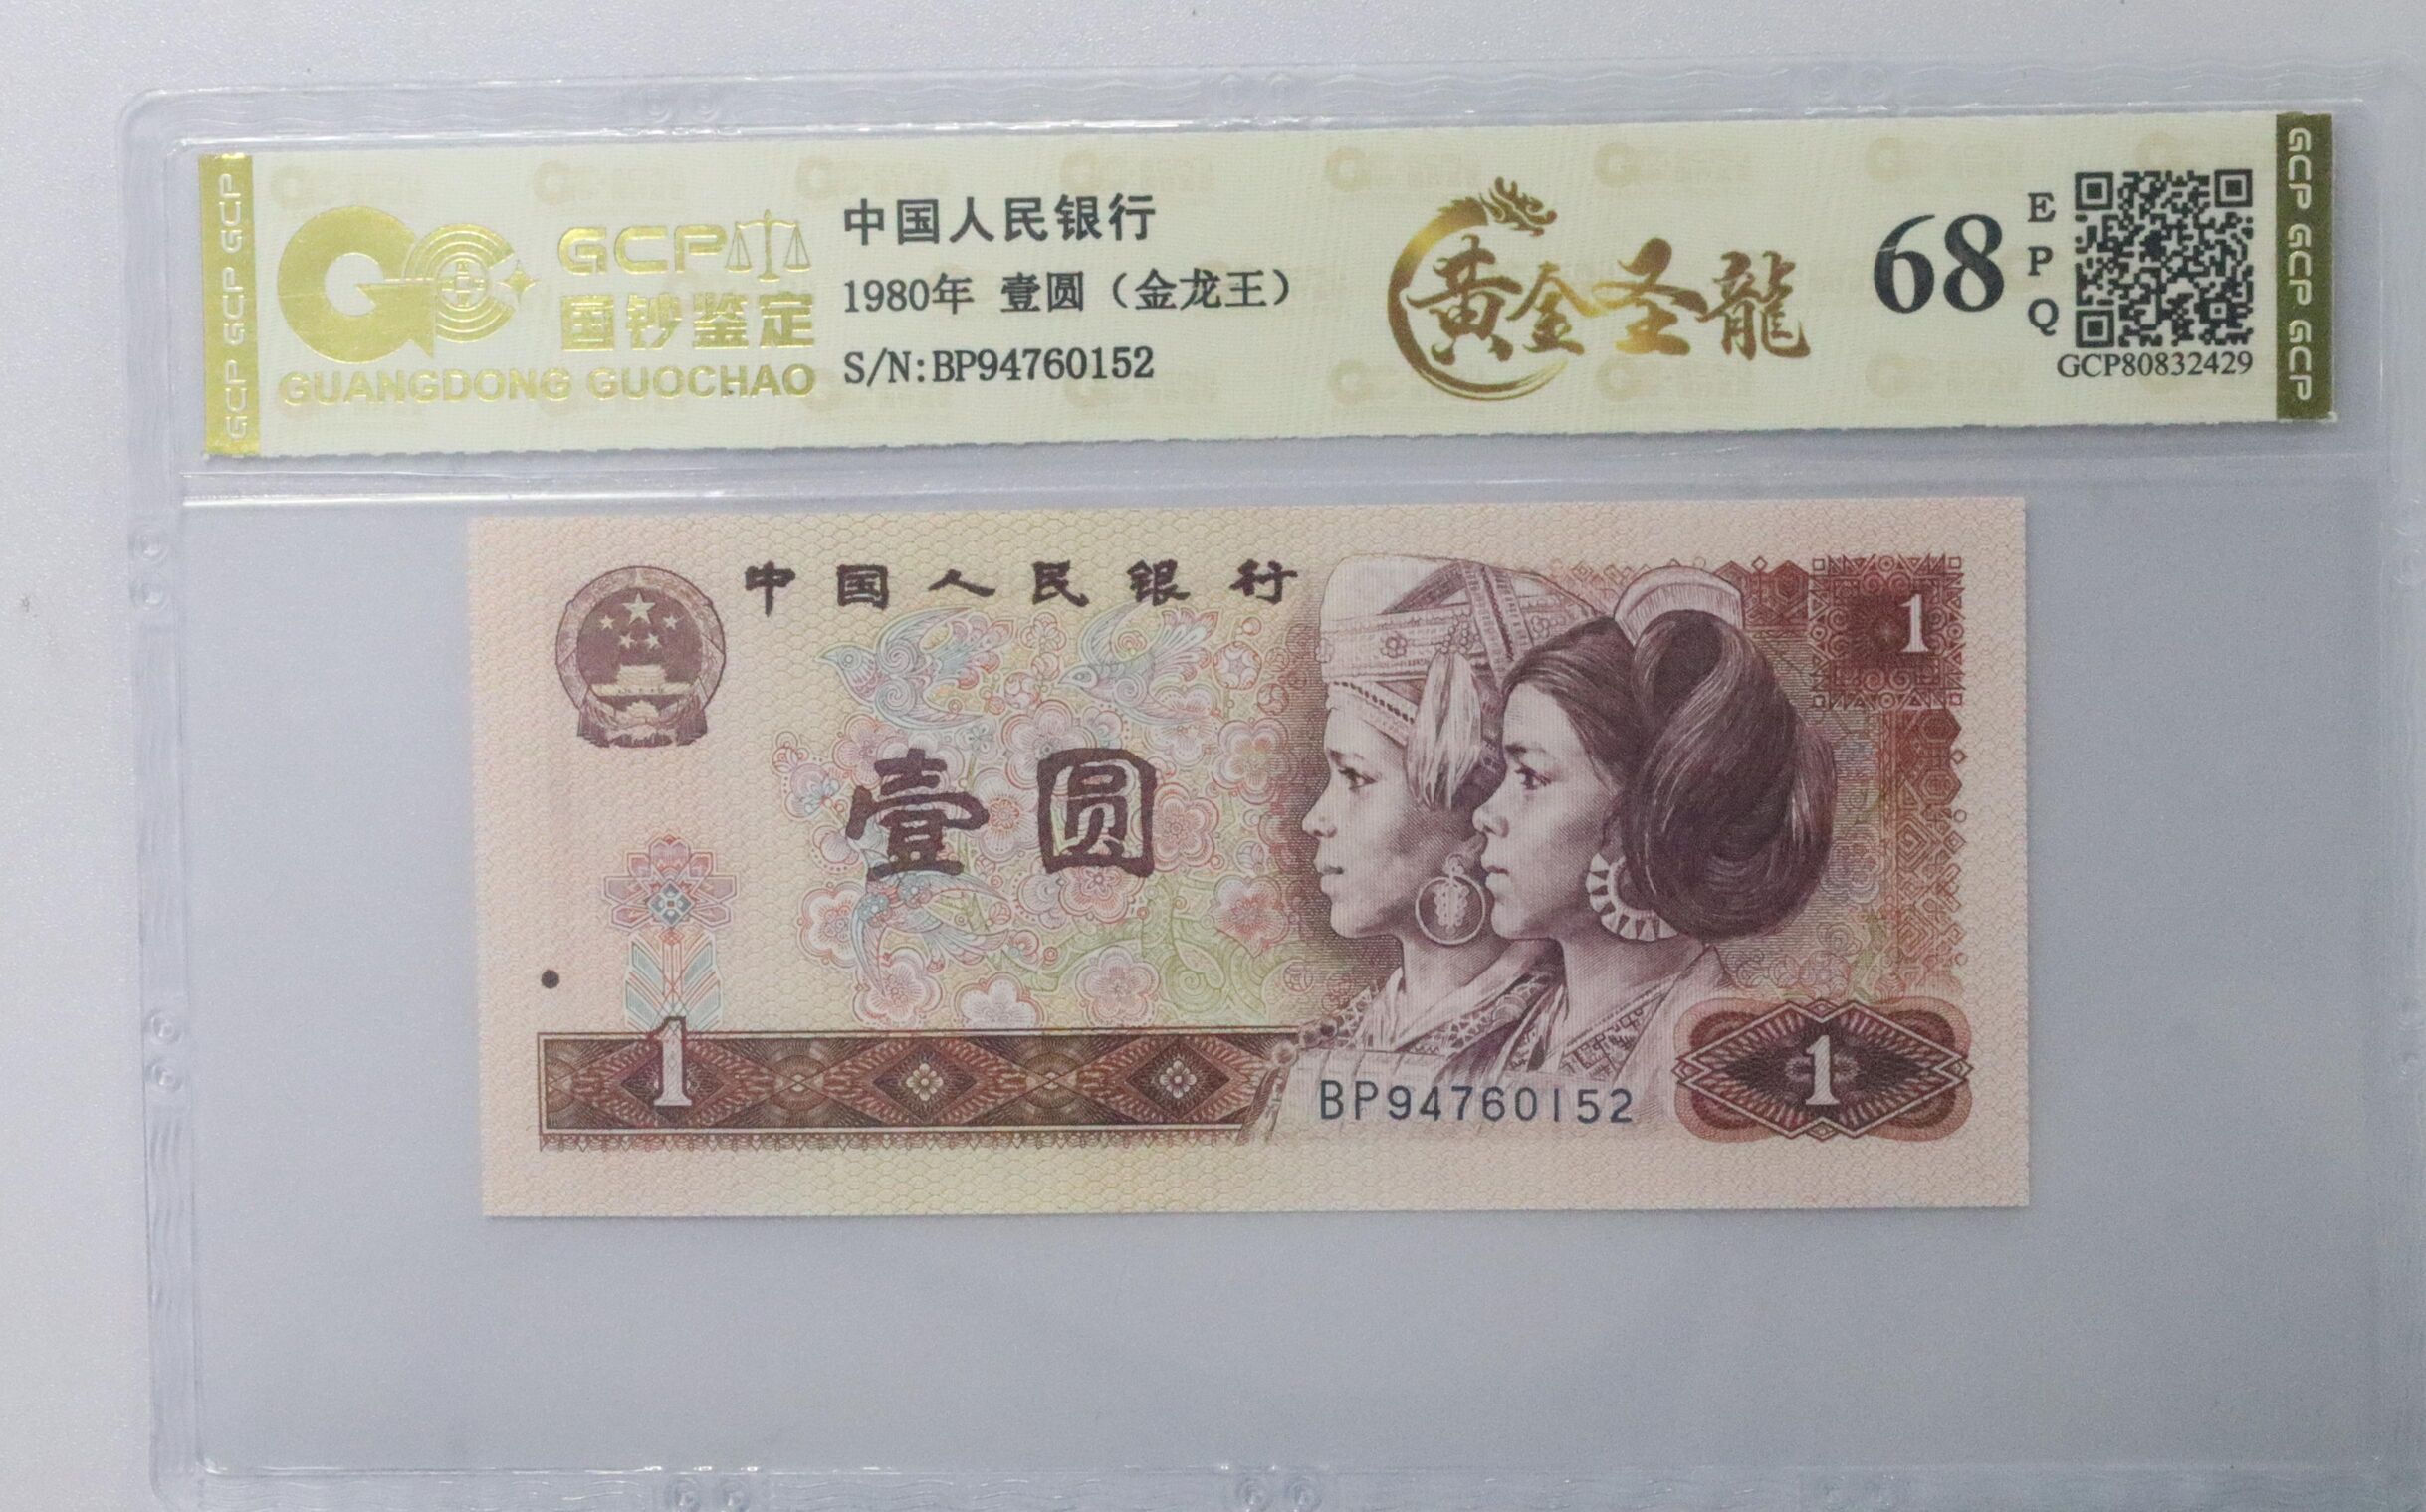 GCP GCP GCP
GCP
国钞鉴定
GUANGDONG GUOCHAO
中国人民银行
1980年 壹圆（金龙王）
S/N:BP94760152
黄金圣龍
68
EPQ
GCP80832429
GCP GCP GCP
中国人民银行
1
壹圆
1
BP94760152
1